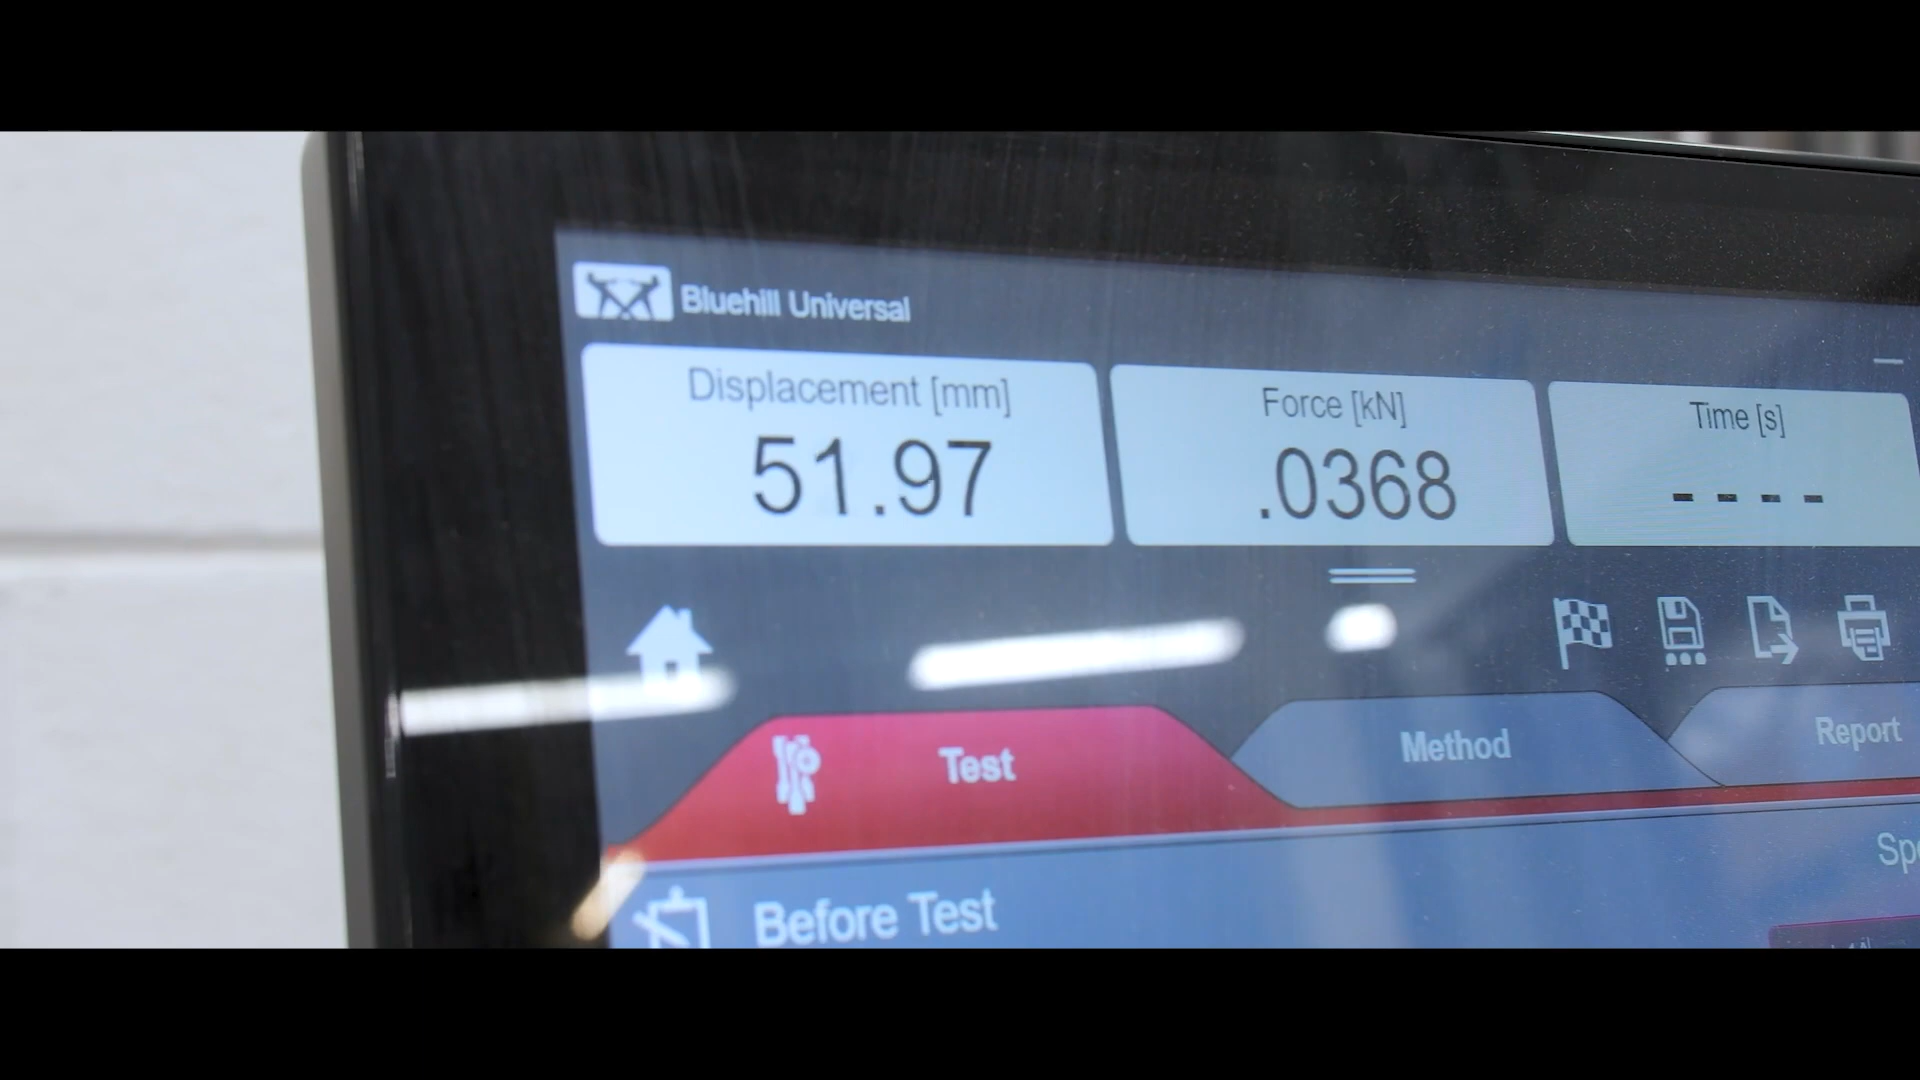 Bluehill Universal
Displacement [mm]
51.97
Force [kN]
.0368
Time [s]
- - - -
Test
Method
Report
Before Test